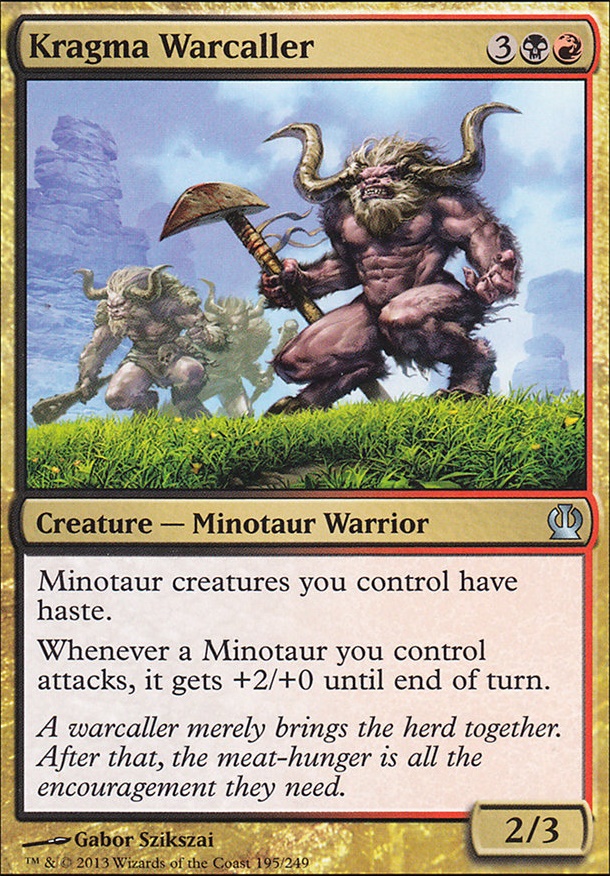 Kragma Warcaller 3
Creature — Minotaur Warrior
Minotaur creatures you control have
haste.
Whenever a Minotaur you control
attacks, it gets +2/+0 until end of turn.
A warcaller merely brings the herd together.
After that, the meat-hunger is all the
encouragement they need.
2/3
Gabor Szikszai
™ & © 2013 Wizards of the Coast 195/249